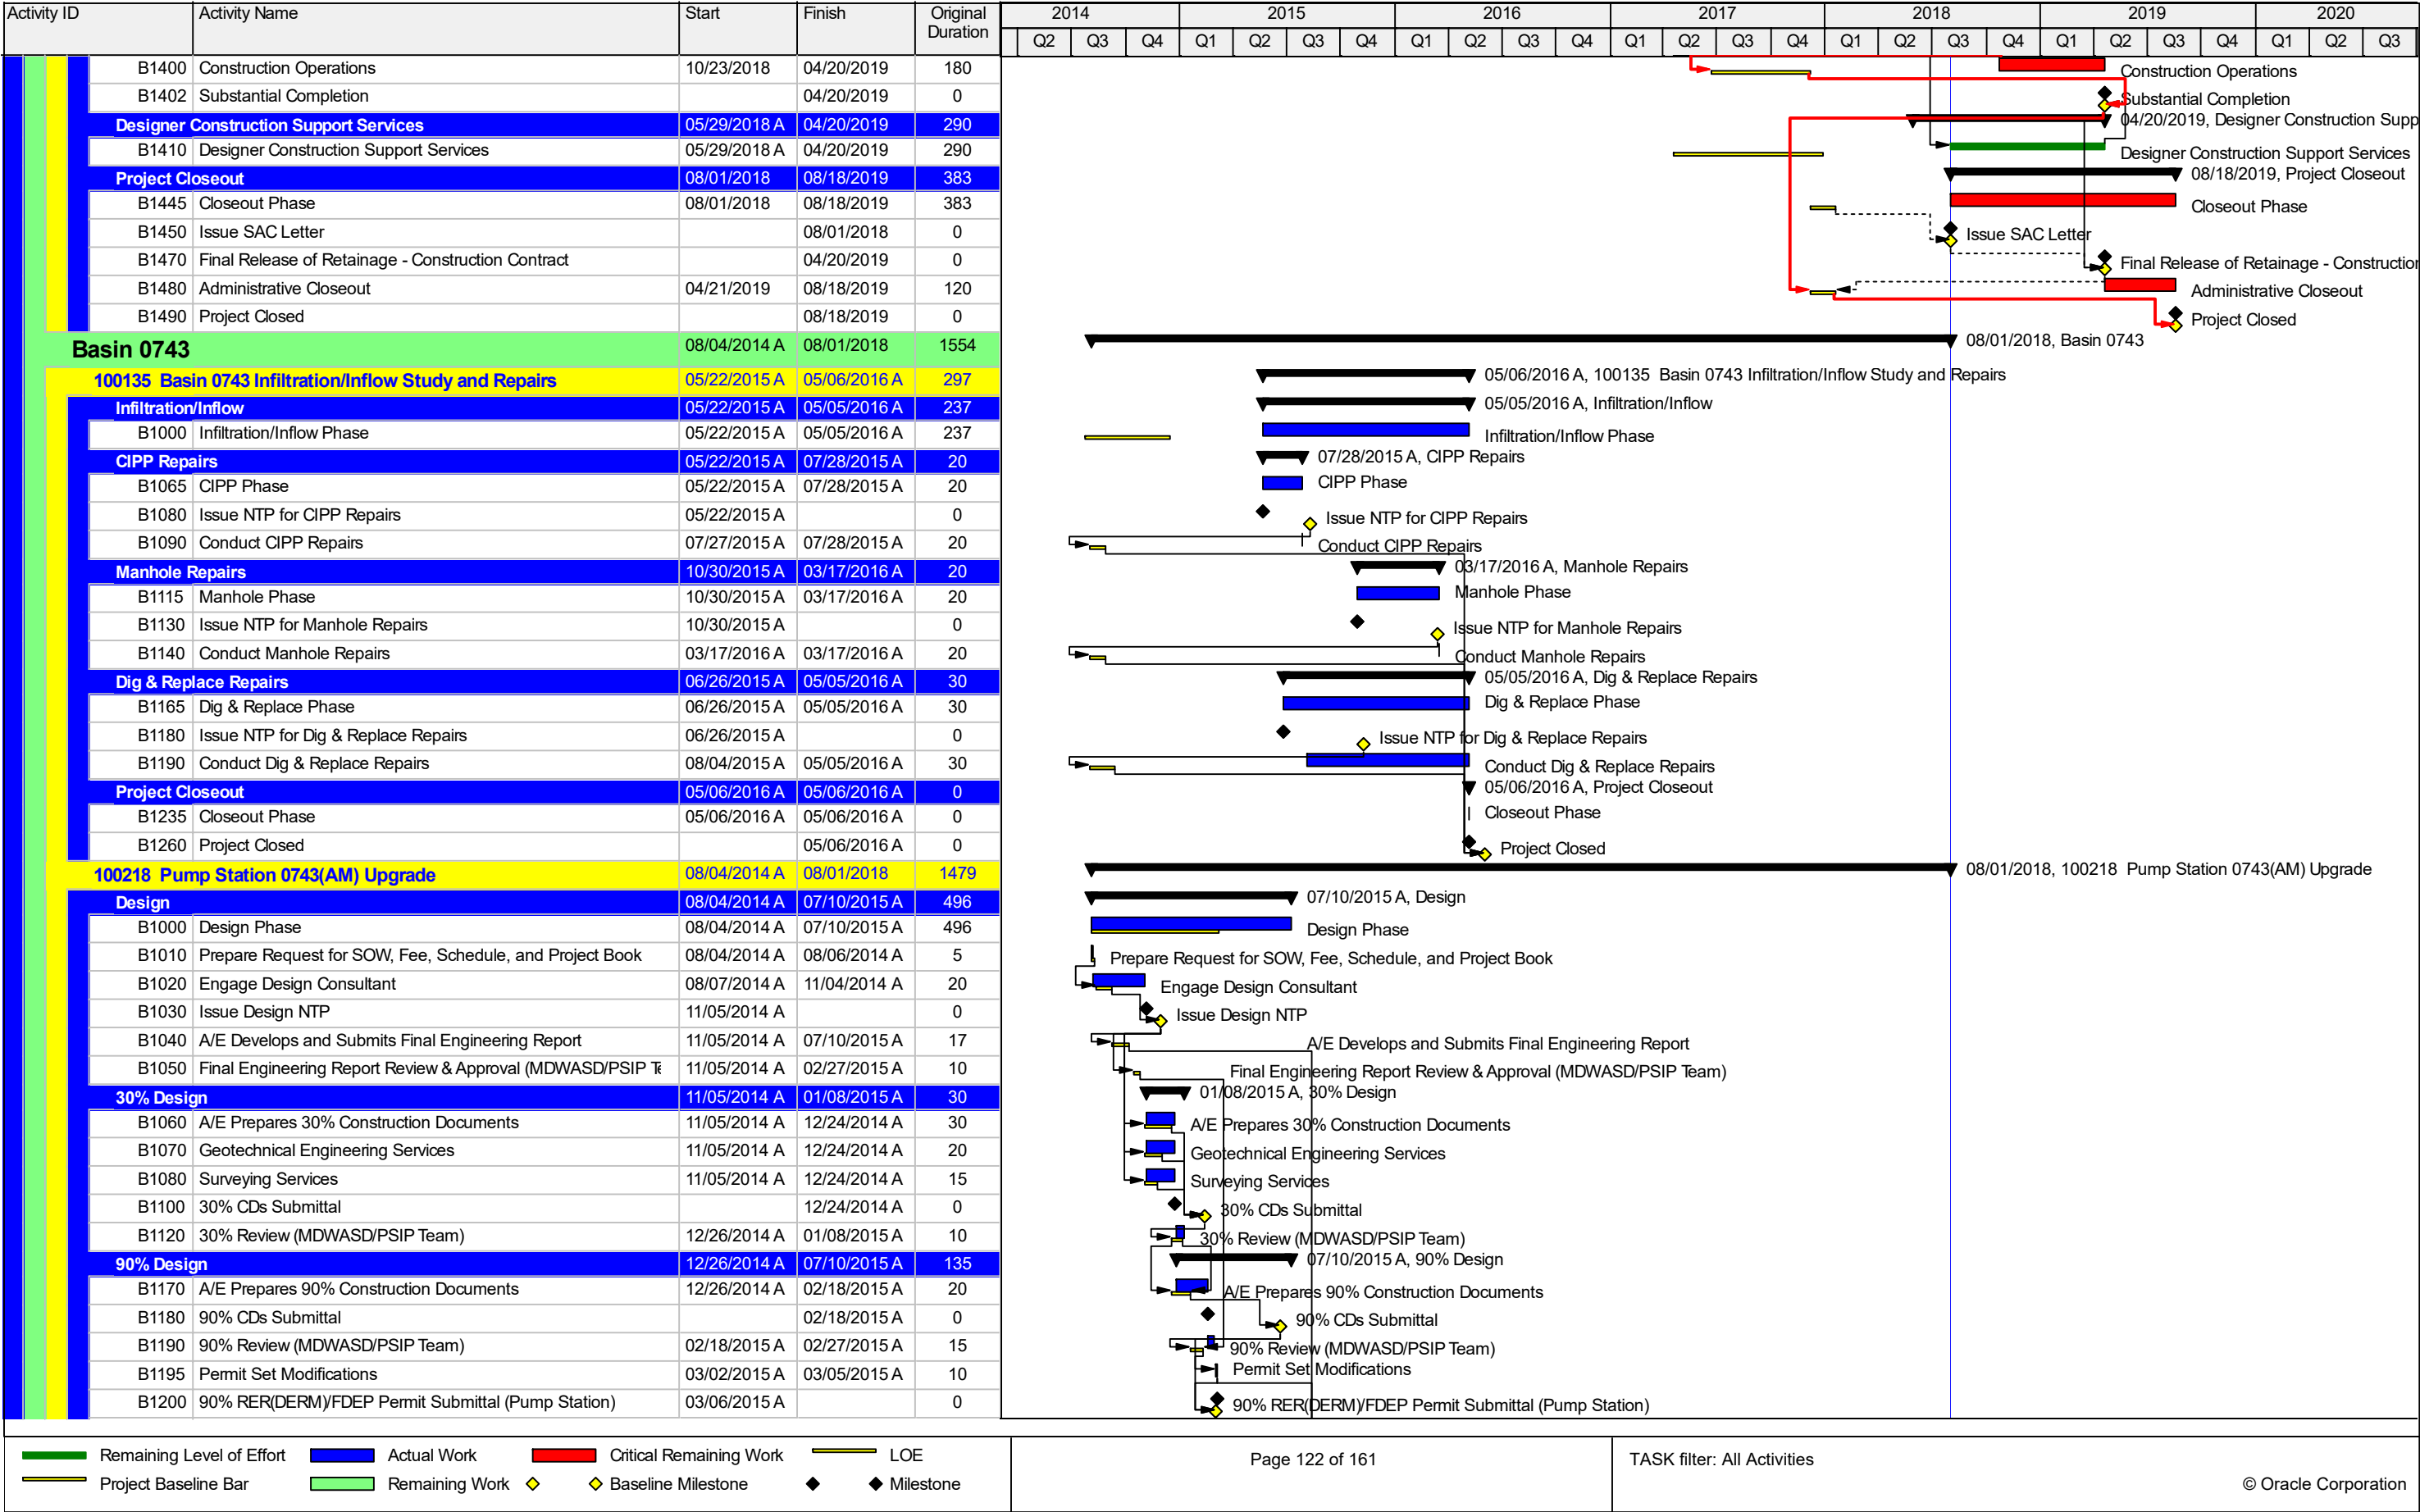 Activity ID Activity Name Start Finish Original Duration 2014 2015 2016 2017 2018 2019 2020
Q2 Q3 Q4 Q1 Q2 Q3 Q4 Q1 Q2 Q3 Q4 Q1 Q2 Q3 Q4 Q1 Q2 Q3 Q4 Q1 Q2 Q3 Q4 Q1 Q2 Q3
B1400 Construction Operations 10/23/2018 04/20/2019 180 Construction Operations
B1402 Substantial Completion 04/20/2019 0 Substantial Completion
Designer Construction Support Services 05/29/2018 A 04/20/2019 290 04/20/2019, Designer Construction Supp
B1410 Designer Construction Support Services 05/29/2018 A 04/20/2019 290 Designer Construction Support Services
Project Closeout 08/01/2018 08/18/2019 383 08/18/2019, Project Closeout
B1445 Closeout Phase 08/01/2018 08/18/2019 383 Closeout Phase
B1450 Issue SAC Letter 08/01/2018 0 Issue SAC Letter
B1470 Final Release of Retainage - Construction Contract 04/20/2019 0 Final Release of Retainage - Construction
B1480 Administrative Closeout 04/21/2019 08/18/2019 120 Administrative Closeout
B1490 Project Closed 08/18/2019 0 Project Closed
Basin 0743 08/04/2014 A 08/01/2018 1554 08/01/2018, Basin 0743
100135 Basin 0743 Infiltration/Inflow Study and Repairs 05/22/2015 A 05/06/2016 A 297 05/06/2016 A, 100135 Basin 0743 Infiltration/Inflow Study and Repairs
Infiltration/Inflow 05/22/2015 A 05/05/2016 A 237 05/05/2016 A, Infiltration/Inflow
B1000 Infiltration/Inflow Phase 05/22/2015 A 05/05/2016 A 237 Infiltration/Inflow Phase
CIPP Repairs 05/22/2015 A 07/28/2015 A 20 07/28/2015 A, CIPP Repairs
B1065 CIPP Phase 05/22/2015 A 07/28/2015 A 20 CIPP Phase
B1080 Issue NTP for CIPP Repairs 05/22/2015 A 0 Issue NTP for CIPP Repairs
B1090 Conduct CIPP Repairs 07/27/2015 A 07/28/2015 A 20 Conduct CIPP Repairs
Manhole Repairs 10/30/2015 A 03/17/2016 A 20 03/17/2016 A, Manhole Repairs
B1115 Manhole Phase 10/30/2015 A 03/17/2016 A 20 Manhole Phase
B1130 Issue NTP for Manhole Repairs 10/30/2015 A 0 Issue NTP for Manhole Repairs
B1140 Conduct Manhole Repairs 03/17/2016 A 03/17/2016 A 20 Conduct Manhole Repairs
Dig & Replace Repairs 06/26/2015 A 05/05/2016 A 30 05/05/2016 A, Dig & Replace Repairs
B1165 Dig & Replace Phase 06/26/2015 A 05/05/2016 A 30 Dig & Replace Phase
B1180 Issue NTP for Dig & Replace Repairs 06/26/2015 A 0 Issue NTP for Dig & Replace Repairs
B1190 Conduct Dig & Replace Repairs 08/04/2015 A 05/05/2016 A 30 Conduct Dig & Replace Repairs
Project Closeout 05/06/2016 A 05/06/2016 A 0 05/06/2016 A, Project Closeout
B1235 Closeout Phase 05/06/2016 A 05/06/2016 A 0 Closeout Phase
B1260 Project Closed 05/06/2016 A 0 Project Closed
100218 Pump Station 0743(AM) Upgrade 08/04/2014 A 08/01/2018 1479 08/01/2018, 100218 Pump Station 0743(AM) Upgrade
Design 08/04/2014 A 07/10/2015 A 496 07/10/2015 A, Design
B1000 Design Phase 08/04/2014 A 07/10/2015 A 496 Design Phase
B1010 Prepare Request for SOW, Fee, Schedule, and Project Book 08/04/2014 A 08/06/2014 A 5 Prepare Request for SOW, Fee, Schedule, and Project Book
B1020 Engage Design Consultant 08/07/2014 A 11/04/2014 A 20 Engage Design Consultant
B1030 Issue Design NTP 11/05/2014 A 0 Issue Design NTP
B1040 A/E Develops and Submits Final Engineering Report 11/05/2014 A 07/10/2015 A 17 A/E Develops and Submits Final Engineering Report
B1050 Final Engineering Report Review & Approval (MDWASD/PSIP Te 11/05/2014 A 02/27/2015 A 10 Final Engineering Report Review & Approval (MDWASD/PSIP Team)
30% Design 11/05/2014 A 01/08/2015 A 30 01/08/2015 A, 30% Design
B1060 A/E Prepares 30% Construction Documents 11/05/2014 A 12/24/2014 A 30 A/E Prepares 30% Construction Documents
B1070 Geotechnical Engineering Services 11/05/2014 A 12/24/2014 A 20 Geotechnical Engineering Services
B1080 Surveying Services 11/05/2014 A 12/24/2014 A 15 Surveying Services
B1100 30% CDs Submittal 12/24/2014 A 0 30% CDs Submittal
B1120 30% Review (MDWASD/PSIP Team) 12/26/2014 A 01/08/2015 A 10 30% Review (MDWASD/PSIP Team)
90% Design 12/26/2014 A 07/10/2015 A 135 07/10/2015 A, 90% Design
B1170 A/E Prepares 90% Construction Documents 12/26/2014 A 02/18/2015 A 20 A/E Prepares 90% Construction Documents
B1180 90% CDs Submittal 02/18/2015 A 0 90% CDs Submittal
B1190 90% Review (MDWASD/PSIP Team) 02/18/2015 A 02/27/2015 A 15 90% Review (MDWASD/PSIP Team)
B1195 Permit Set Modifications 03/02/2015 A 03/05/2015 A 10 Permit Set Modifications
B1200 90% RER(DERM)/FDEP Permit Submittal (Pump Station) 03/06/2015 A 0 90% RER(DERM)/FDEP Permit Submittal (Pump Station)
Remaining Level of Effort Actual Work Critical Remaining Work LOE
Project Baseline Bar Remaining Work Baseline Milestone Milestone
Page 122 of 161
TASK filter: All Activities
© Oracle Corporation